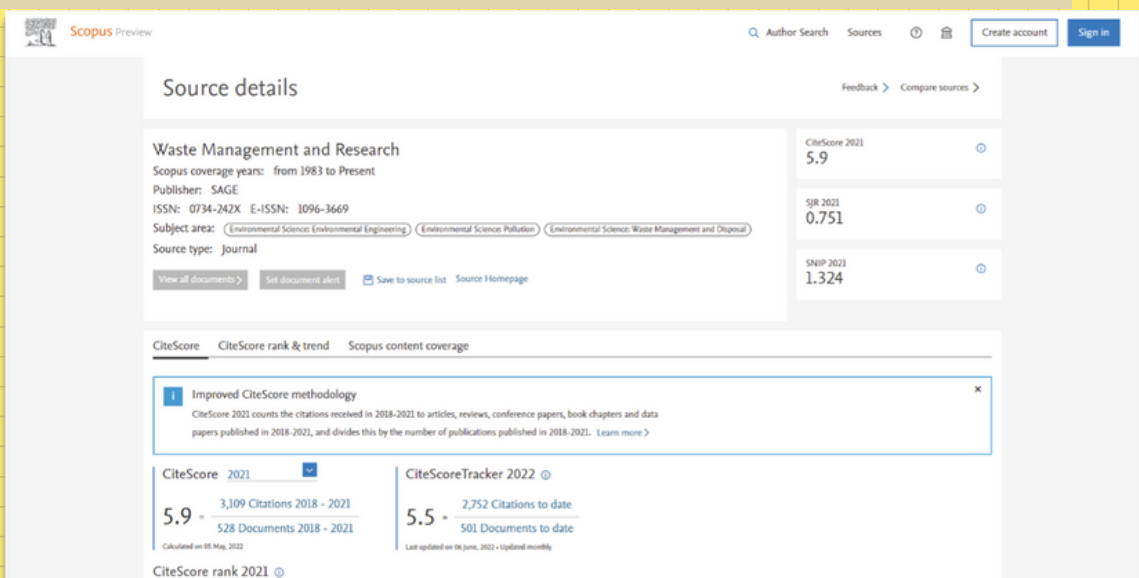 Scopus Preview
Author Search Sources Create account Sign in
Source details
Feedback Compare sources
Waste Management and Research
Scopus coverage years: from 1983 to Present
Publisher: SAGE
ISSN: 0734-242X E-ISSN: 1096-3669
Subject area: Environmental Science: Environmental Engineering Environmental Science: Pollution Environmental Science: Waste Management and Disposal
Source type: Journal
View all documents > Set document alert Save to source list Source Homepage
CiteScore 2021
5.9
SJR 2021
0.751
SNIP 2021
1.324
CiteScore CiteScore rank & trend Scopus content coverage
i Improved CiteScore methodology
CiteScore 2021 counts the citations received in 2018-2021 to articles, reviews, conference papers, book chapters and data
papers published in 2018-2021, and divides this by the number of publications published in 2018-2021. Learn more >
CiteScore 2021
5.9 =
3,109 Citations 2018 - 2021
528 Documents 2018 - 2021
Calculated on 05 May, 2022
CiteScoreTracker 2022
5.5 =
2,752 Citations to date
501 Documents to date
Last updated on 06 June, 2022 • Updated monthly
CiteScore rank 2021